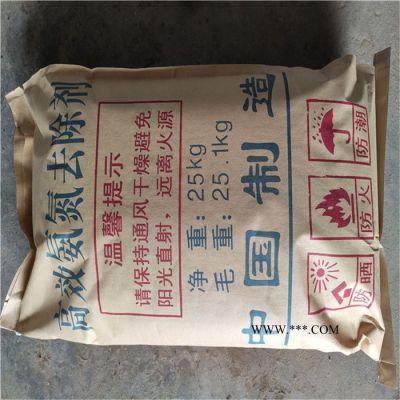 高效氨氮去除剂
温馨提示
请保持通风干燥避免
阳光直射，远离火源
净 重：25kg
毛 重：25.1kg
中国制造
防潮
防火
防晒
WWW.***.COM